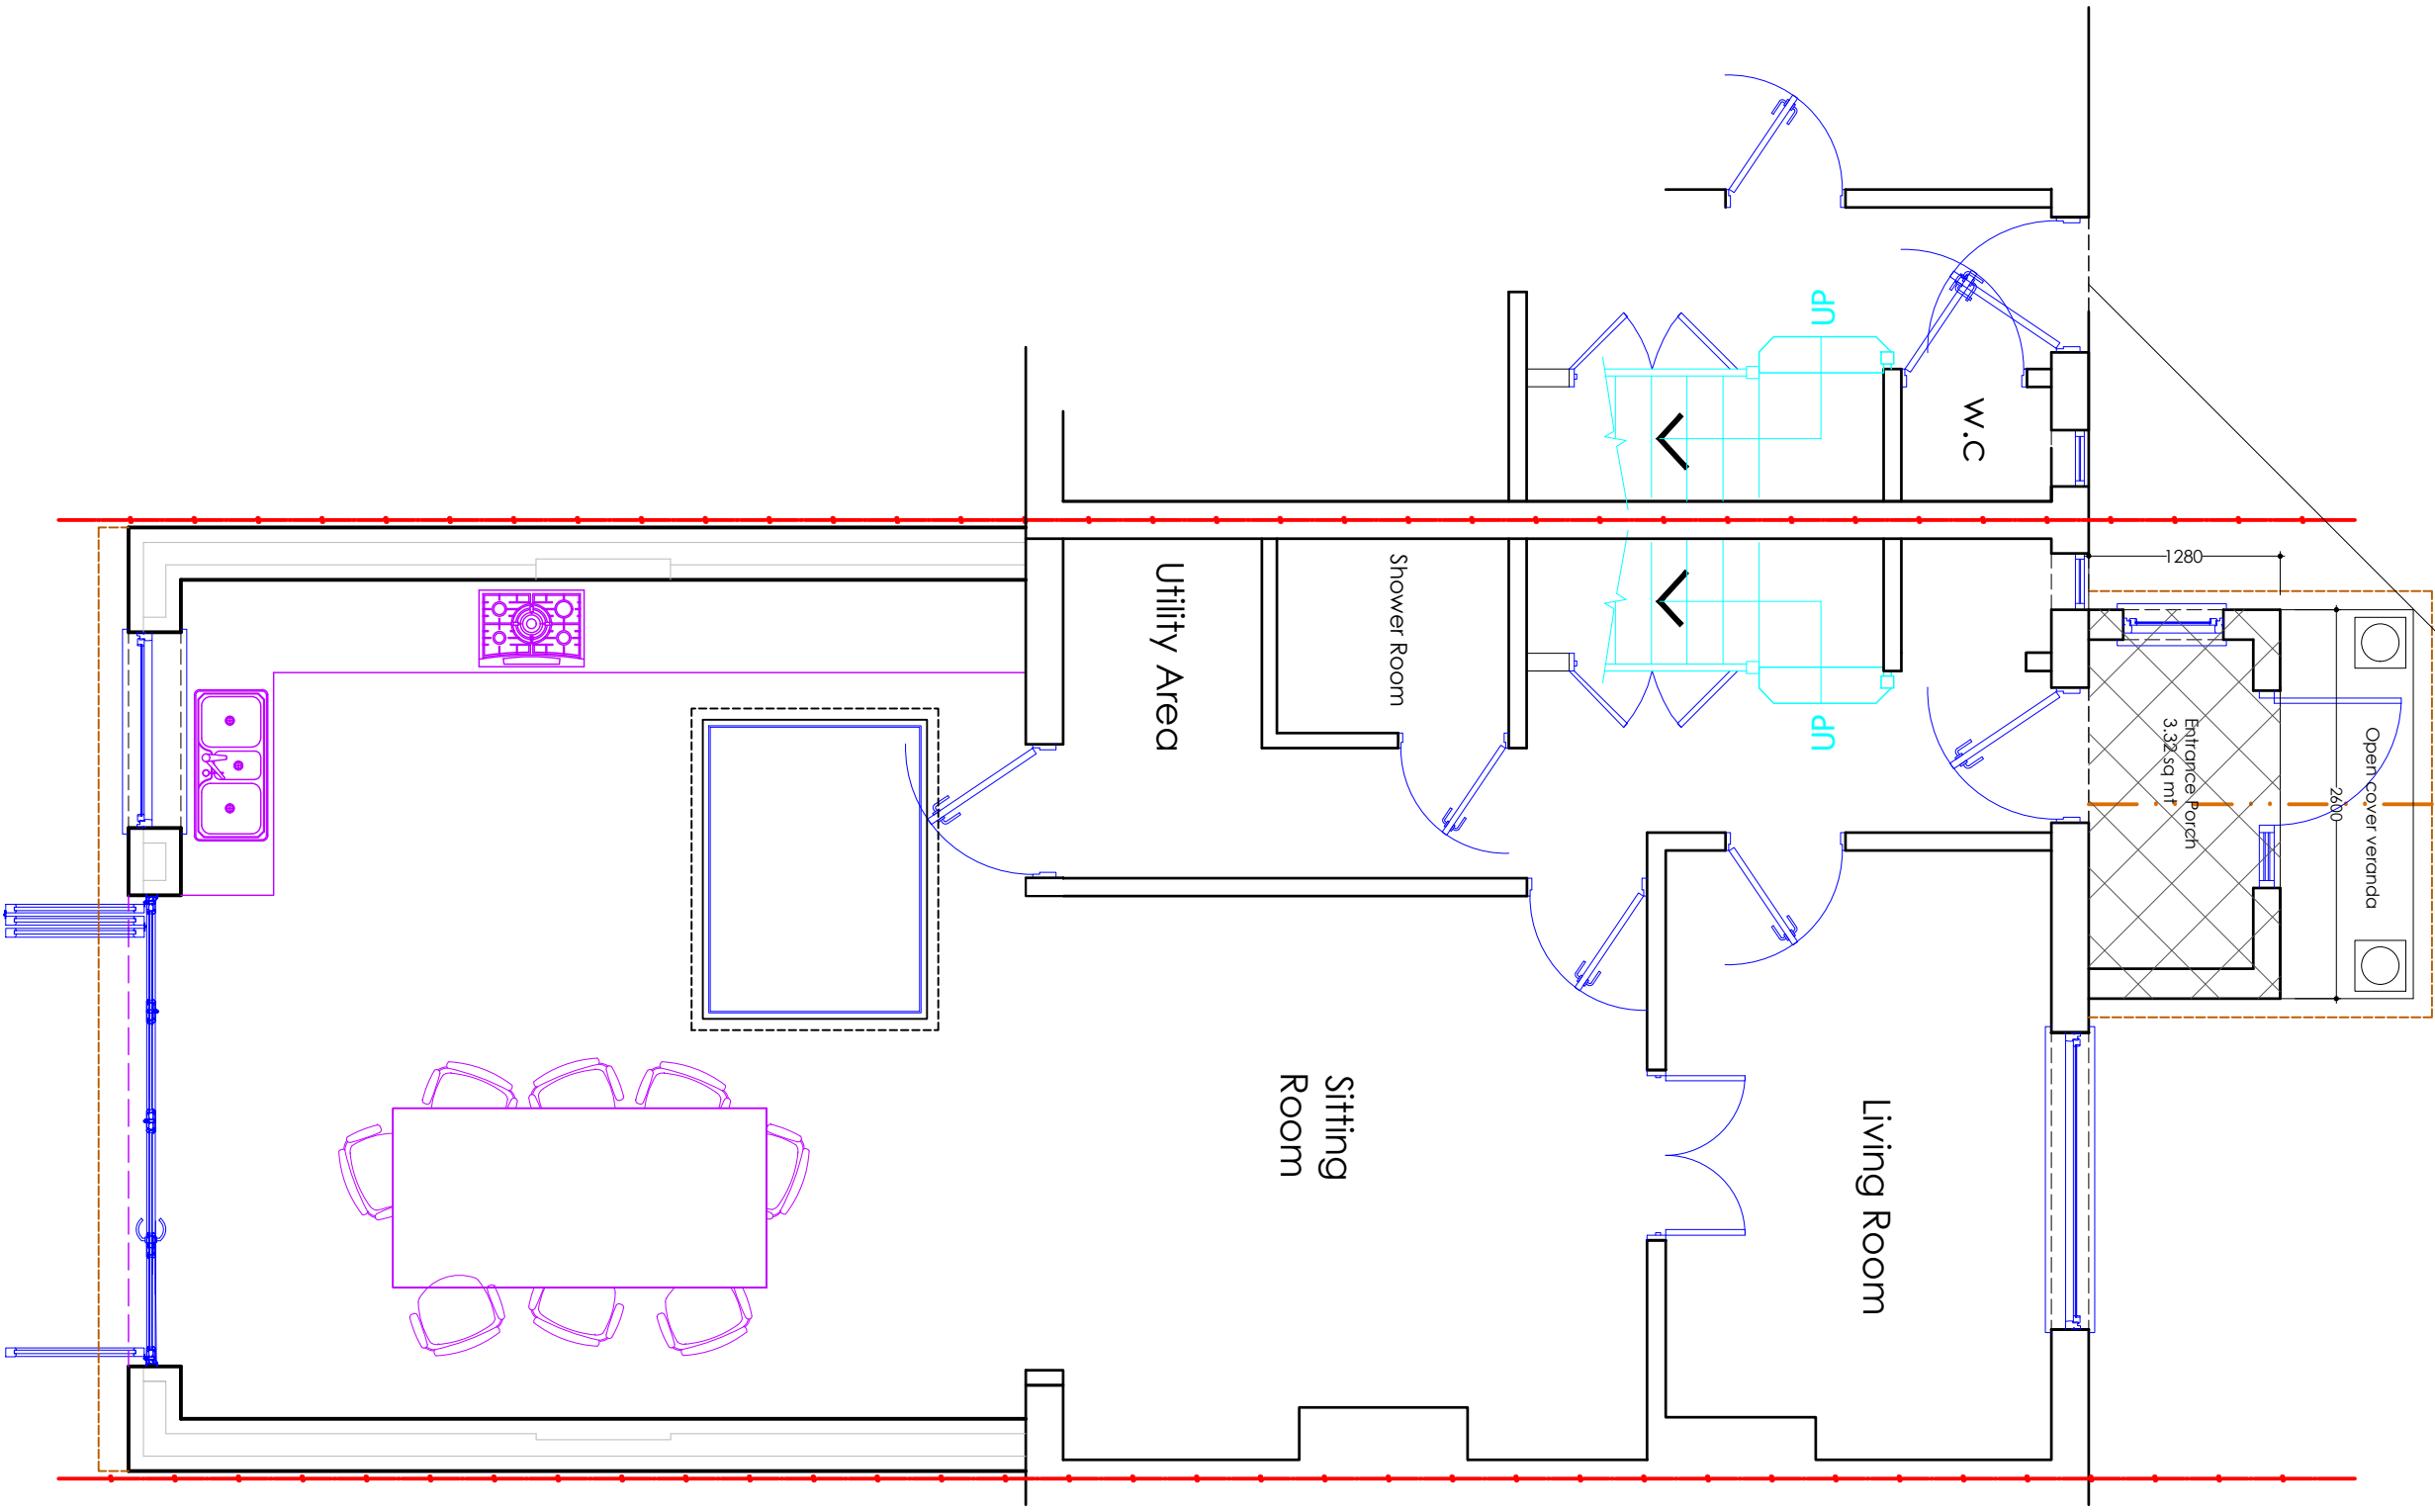 UP
W.C
1280
Shower Room
Utility Area
UP
Entrance Porch
3.32 sq mt
Open cover veranda
2600
Sitting
Room
Living Room